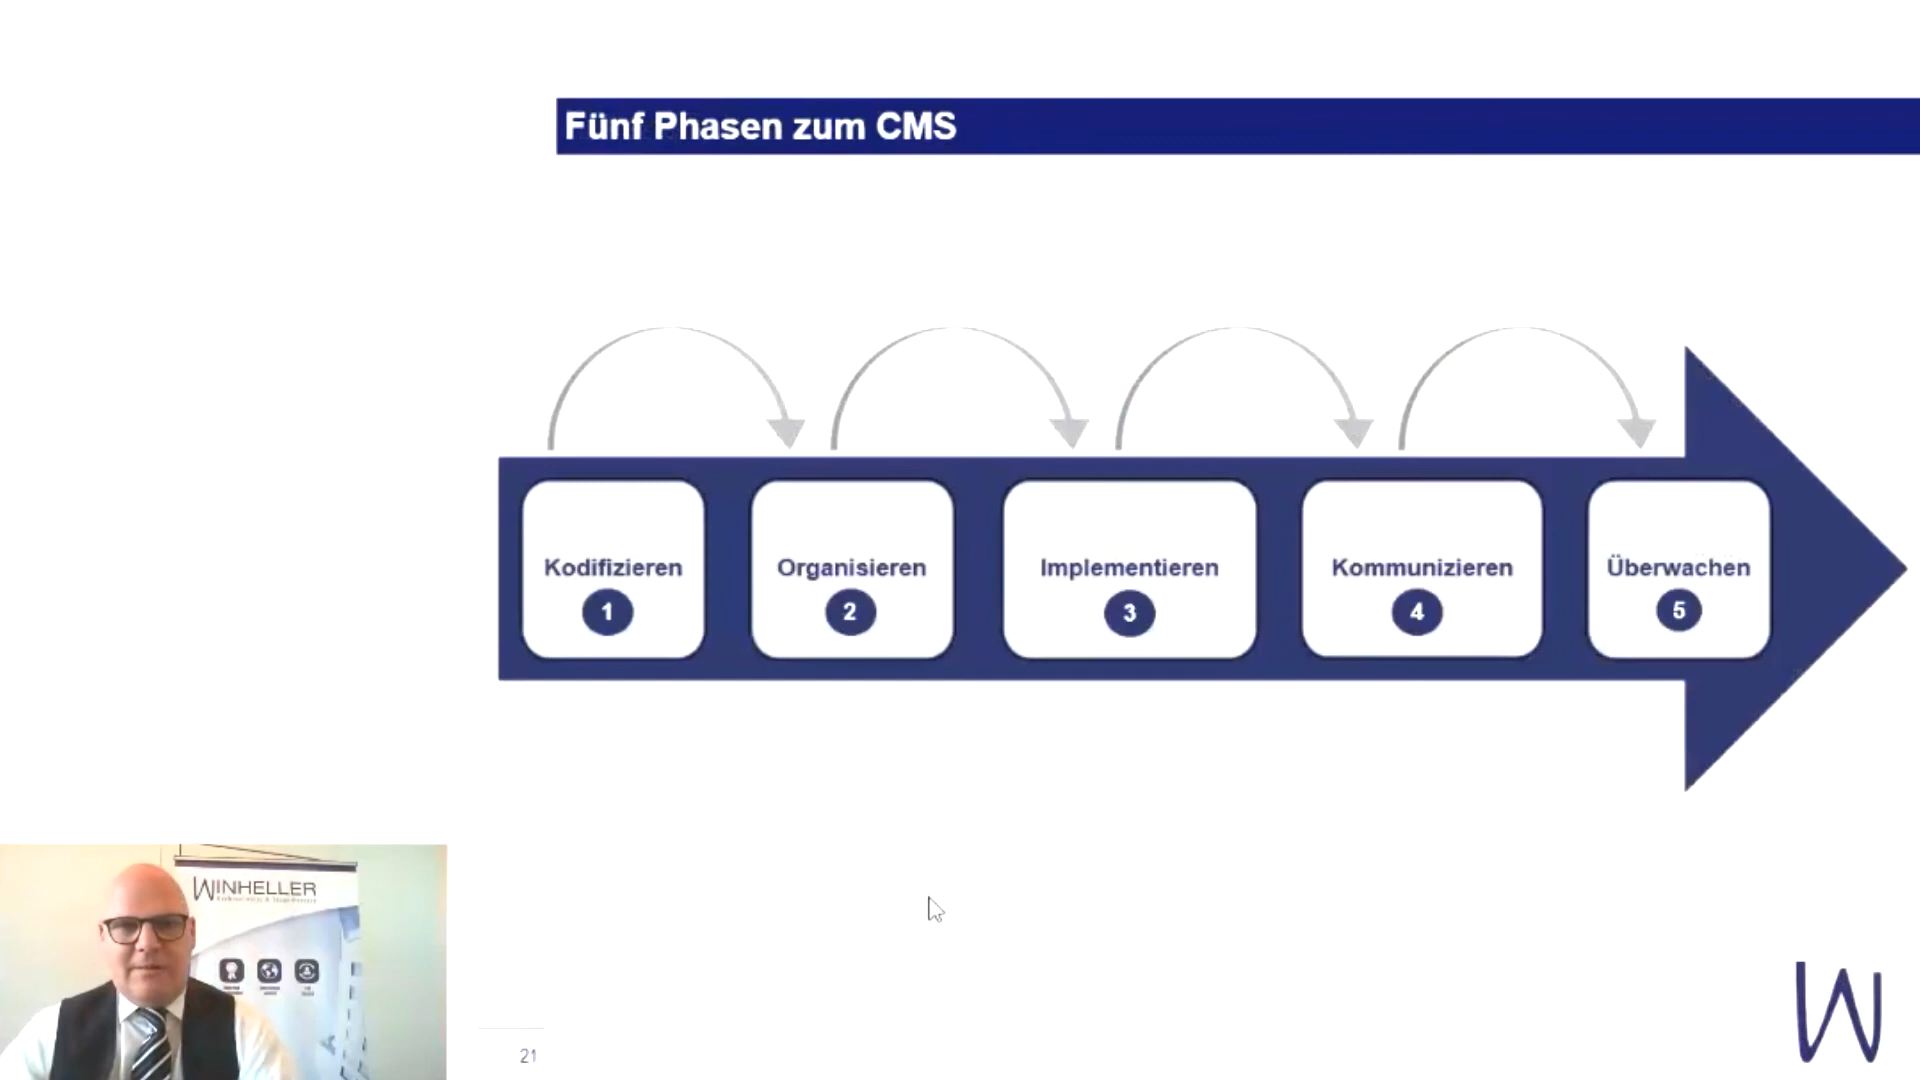 Fünf Phasen zum CMS
Kodifizieren
1
Organisieren
2
Implementieren
3
Kommunizieren
4
Überwachen
5
WINHELLER
21
W